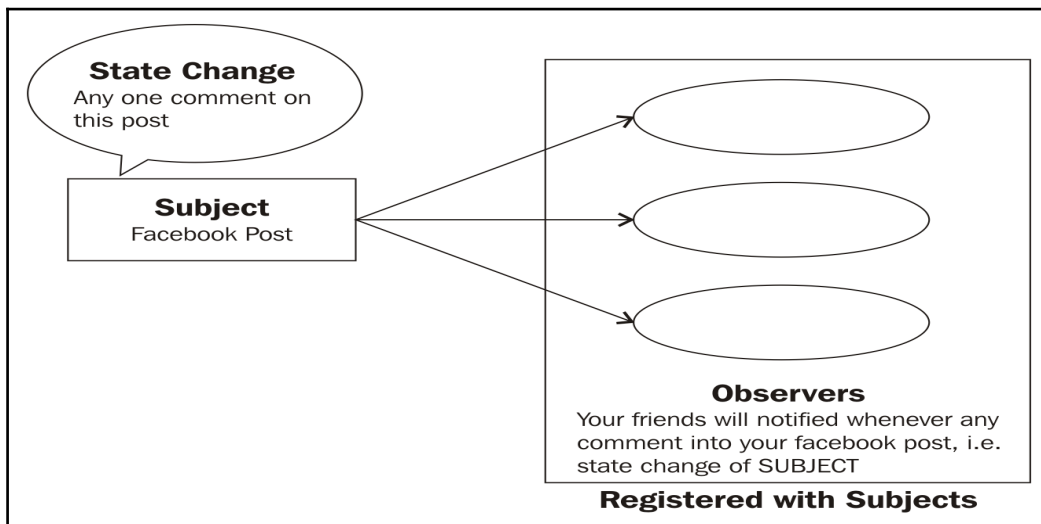 State Change
Any one comment on
this post
Subject
Facebook Post
Observers
Your friends will notified whenever any
comment into your facebook post, i.e.
state change of SUBJECT
Registered with Subjects